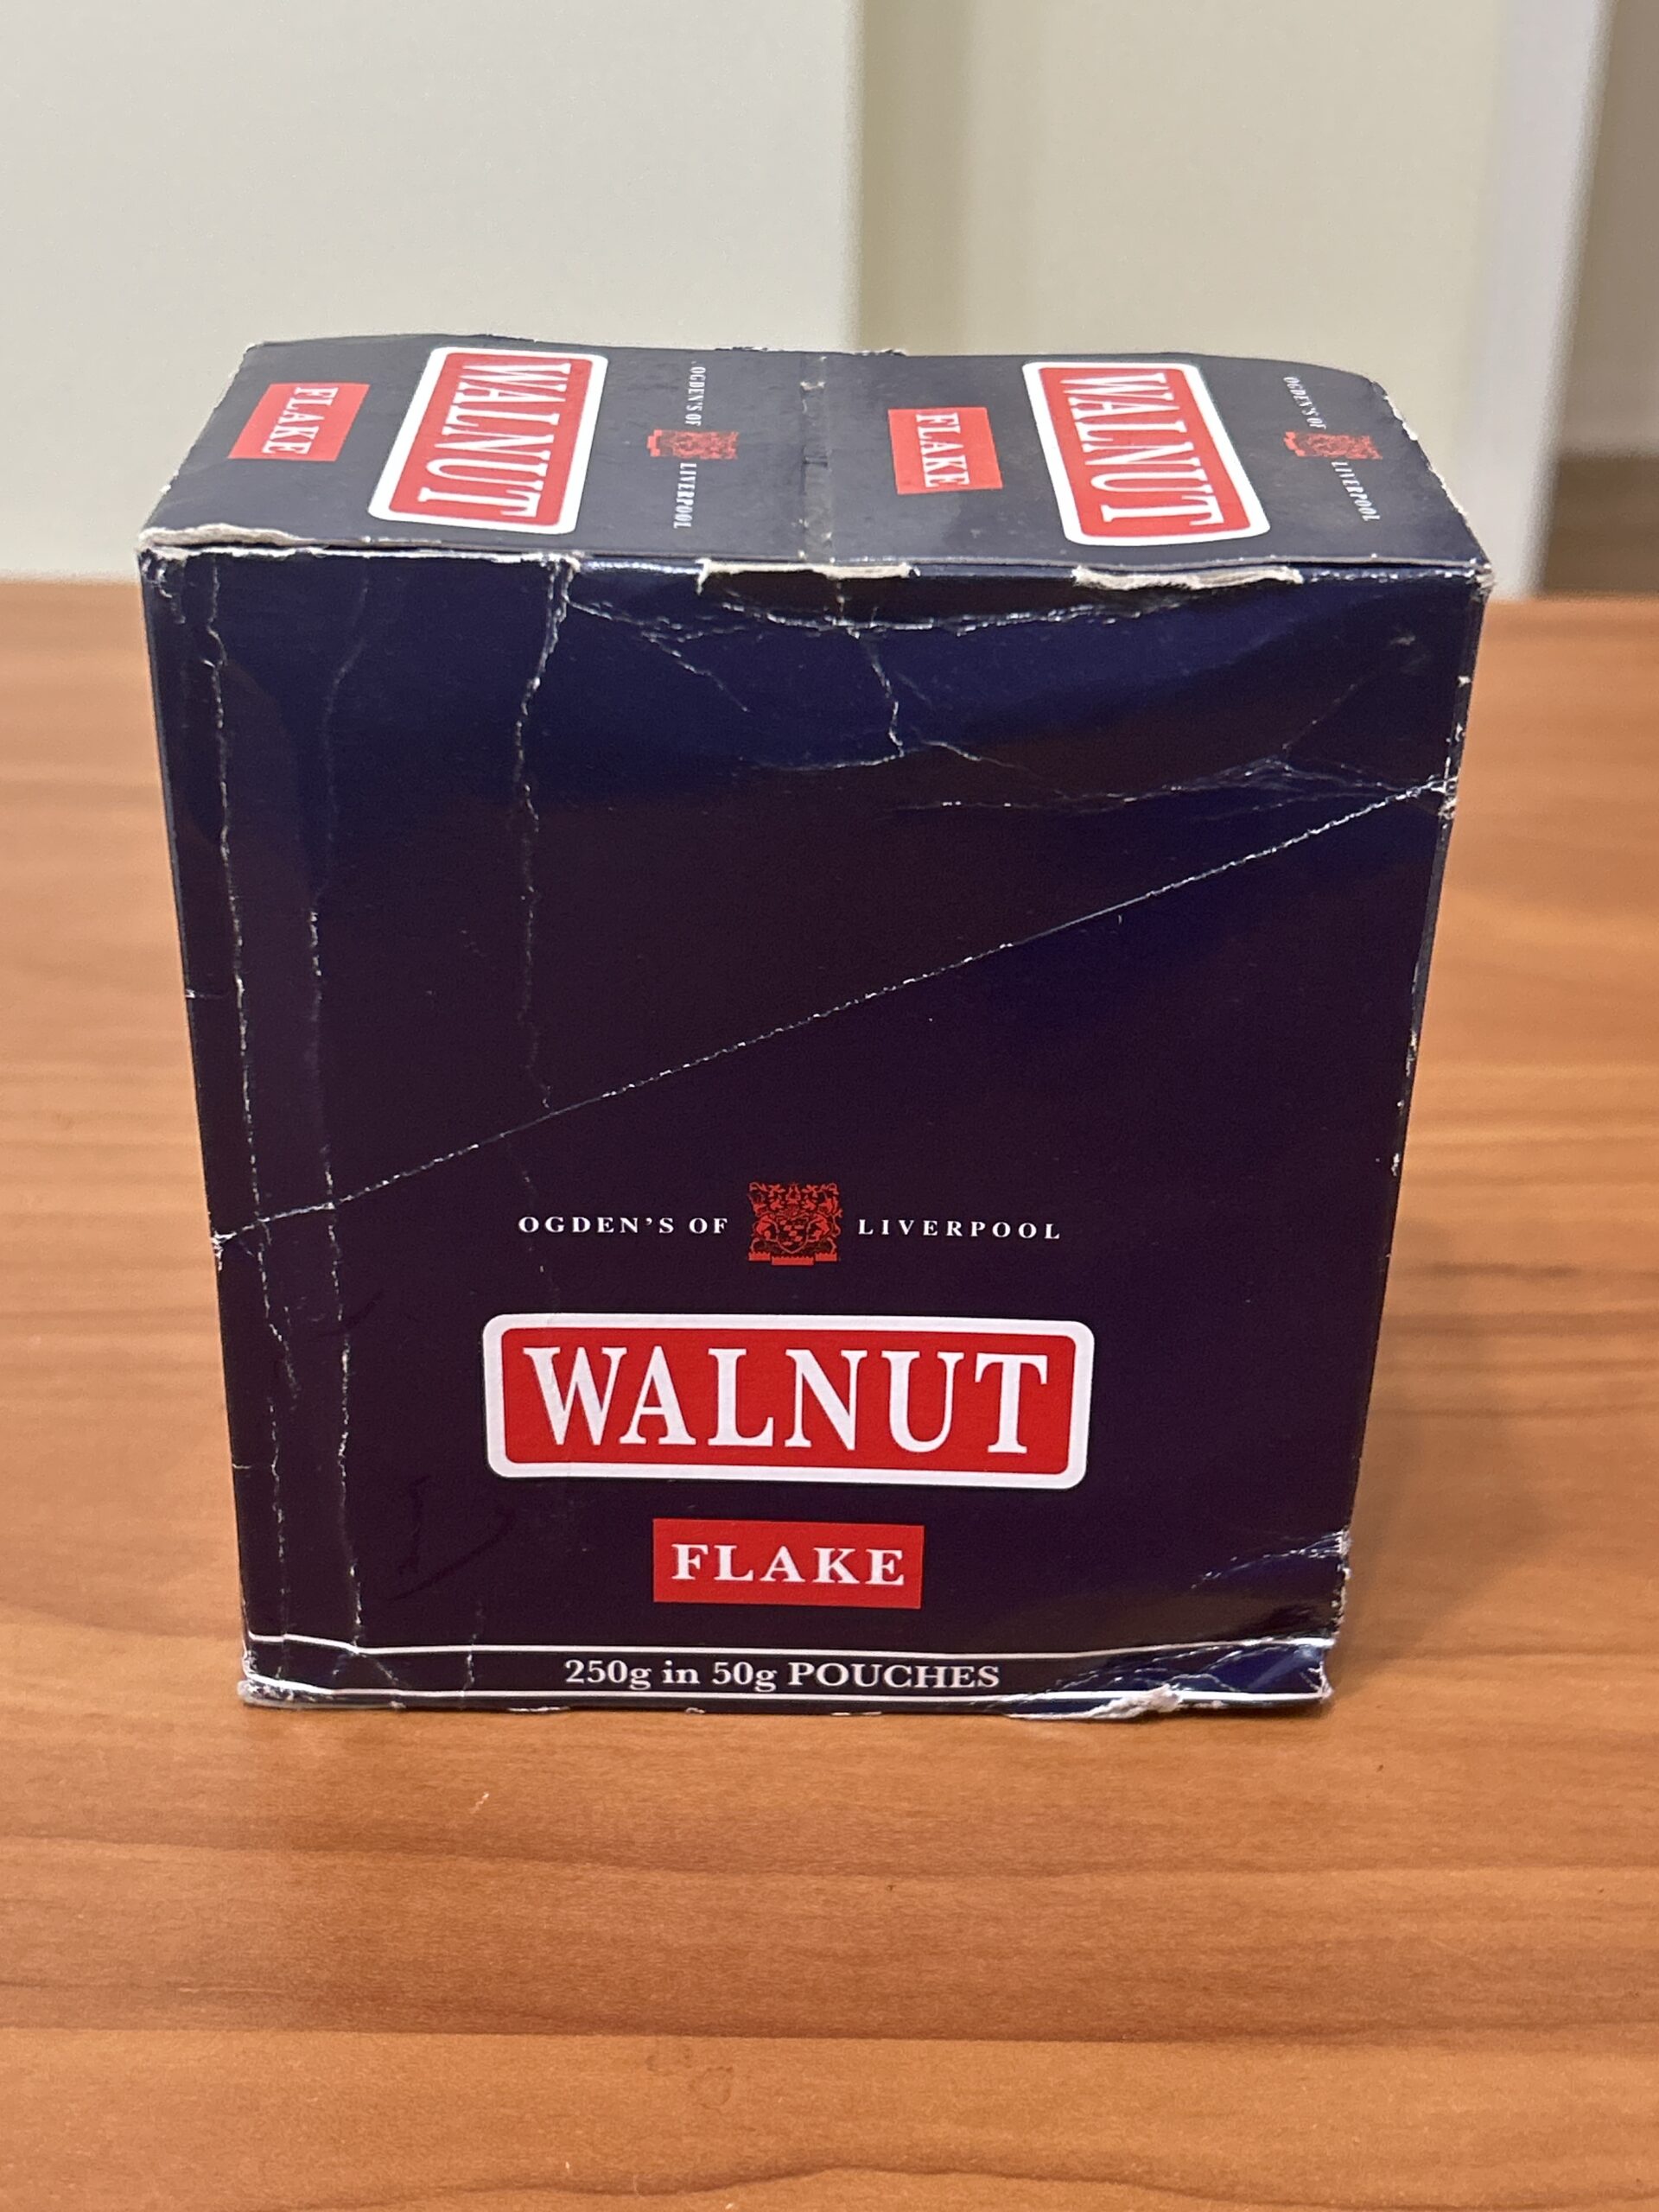 FLAKE
WALNUT
OGDEN'S OF LIVERPOOL
FLAKE
WALNUT
OGDEN'S OF LIVERPOOL
OGDEN'S OF LIVERPOOL
WALNUT
FLAKE
250g in 50g POUCHES